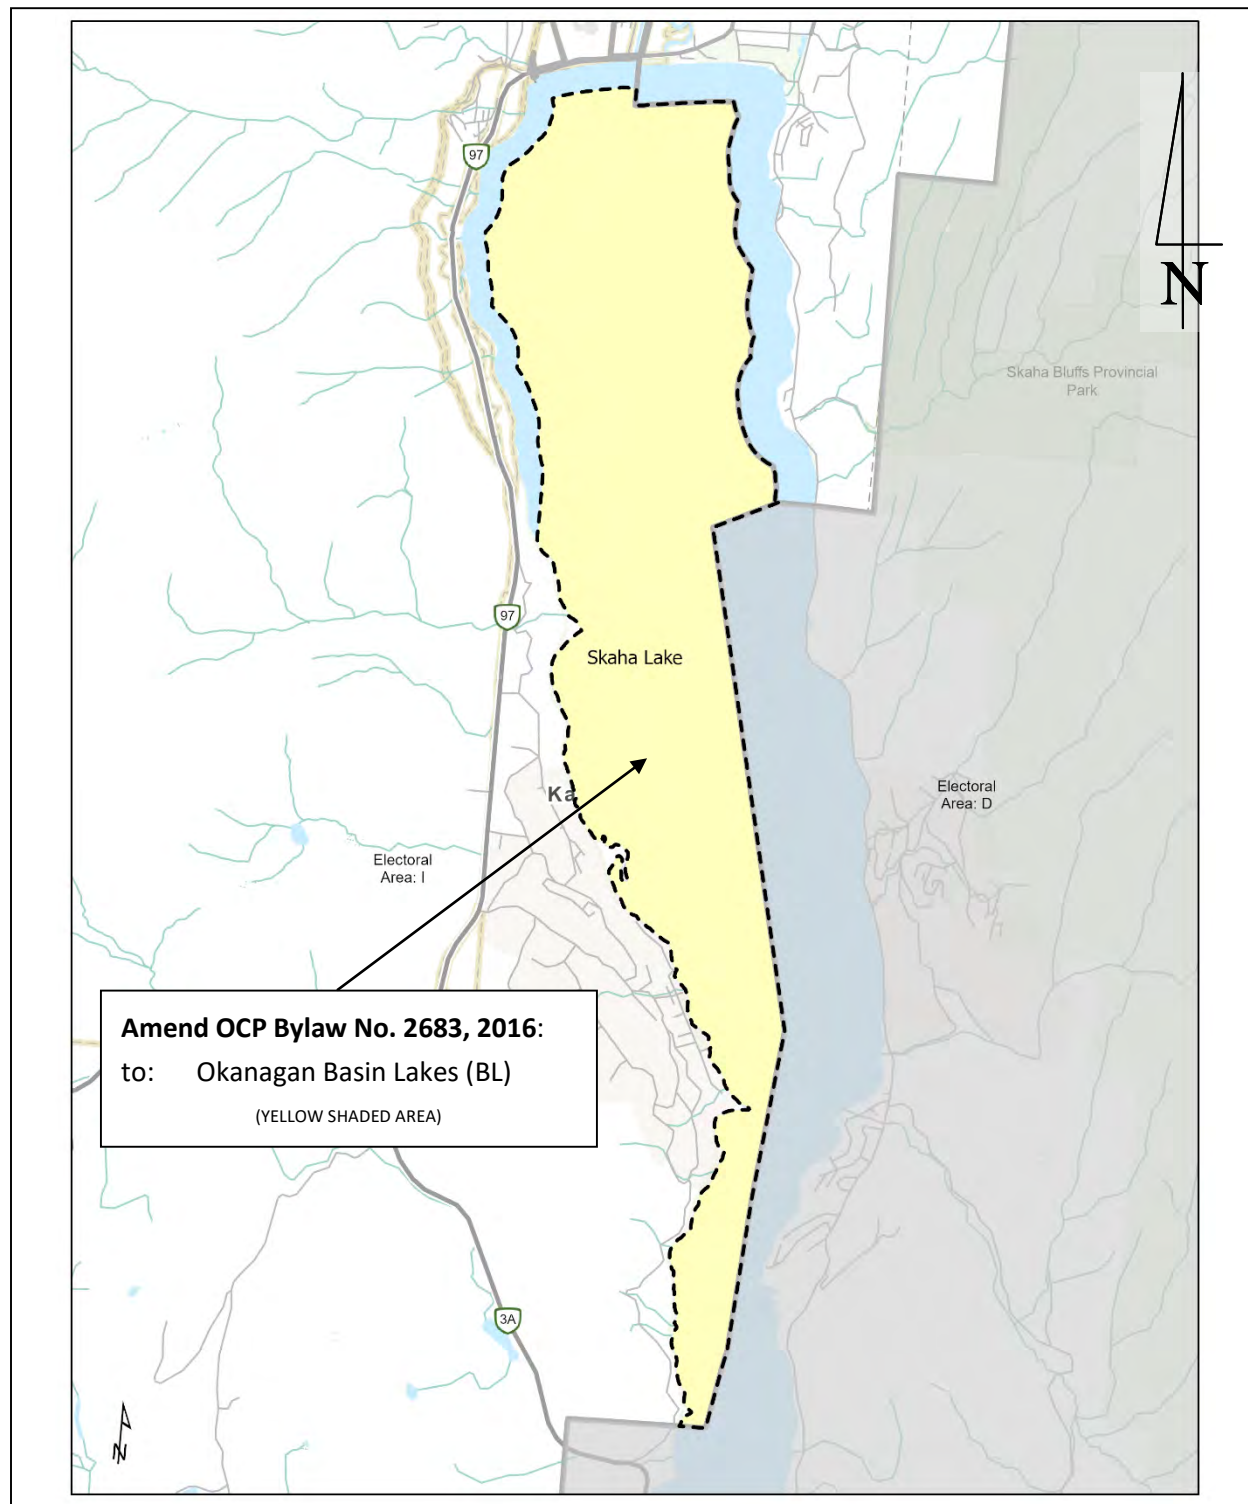 97
N
Skaha Bluffs Provincial
Park
97
Skaha Lake
Electoral
Area: D
Ka
Electoral
Area: I
Amend OCP Bylaw No. 2683, 2016:
to: Okanagan Basin Lakes (BL)
(YELLOW SHADED AREA)
3A
N